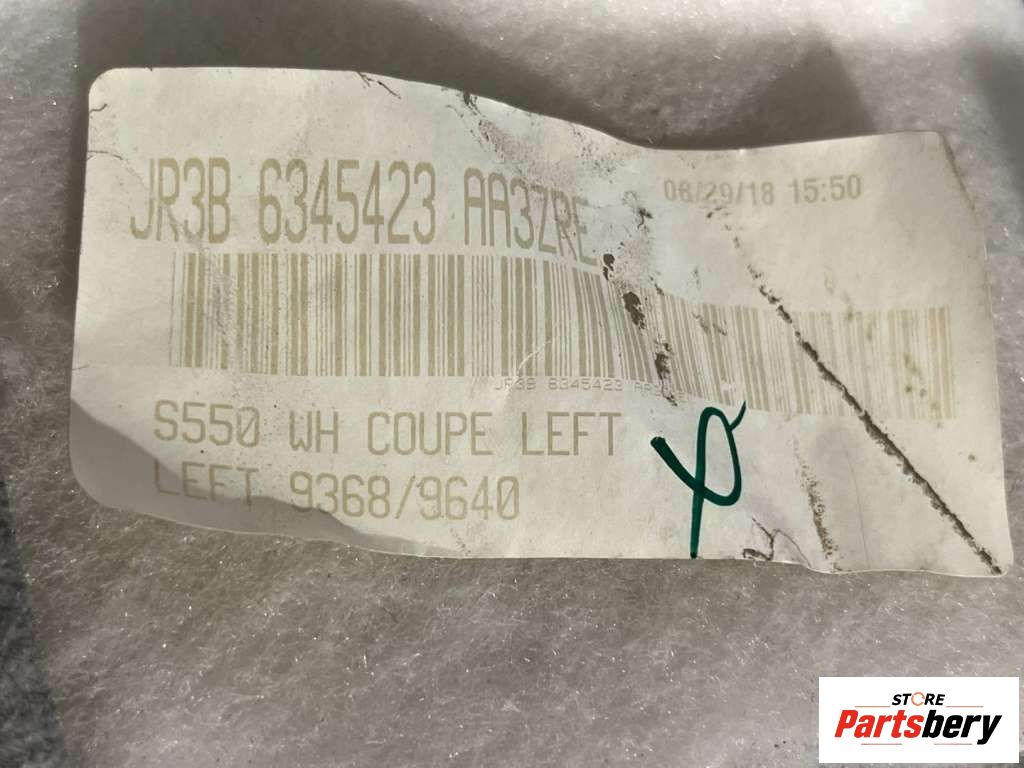 JR3B 6345423 AA3ZRE
08/29/18 15:50
JR3B 6345423
S550 WH COUPE LEFT
LEFT 9368/9640
STORE
Partsbery